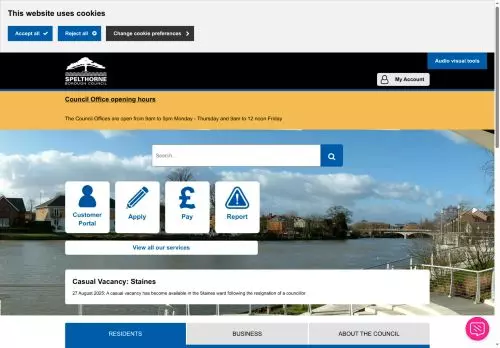 This website uses cookies
Accept all
Reject all
Change cookie preferences
Audio visual tools
SPELTHORNE
BOROUGH COUNCIL
My Account
Council Office opening hours
The Council Offices are open from 9am to 5pm Monday - Thursday and 9am to 12 noon Friday
Search...
Customer Portal
Apply
Pay
Report
View all our services
Casual Vacancy: Staines
27 August 2025: A casual vacancy has become available in the Staines ward following the resignation of a councillor
RESIDENTS
BUSINESS
ABOUT THE COUNCIL